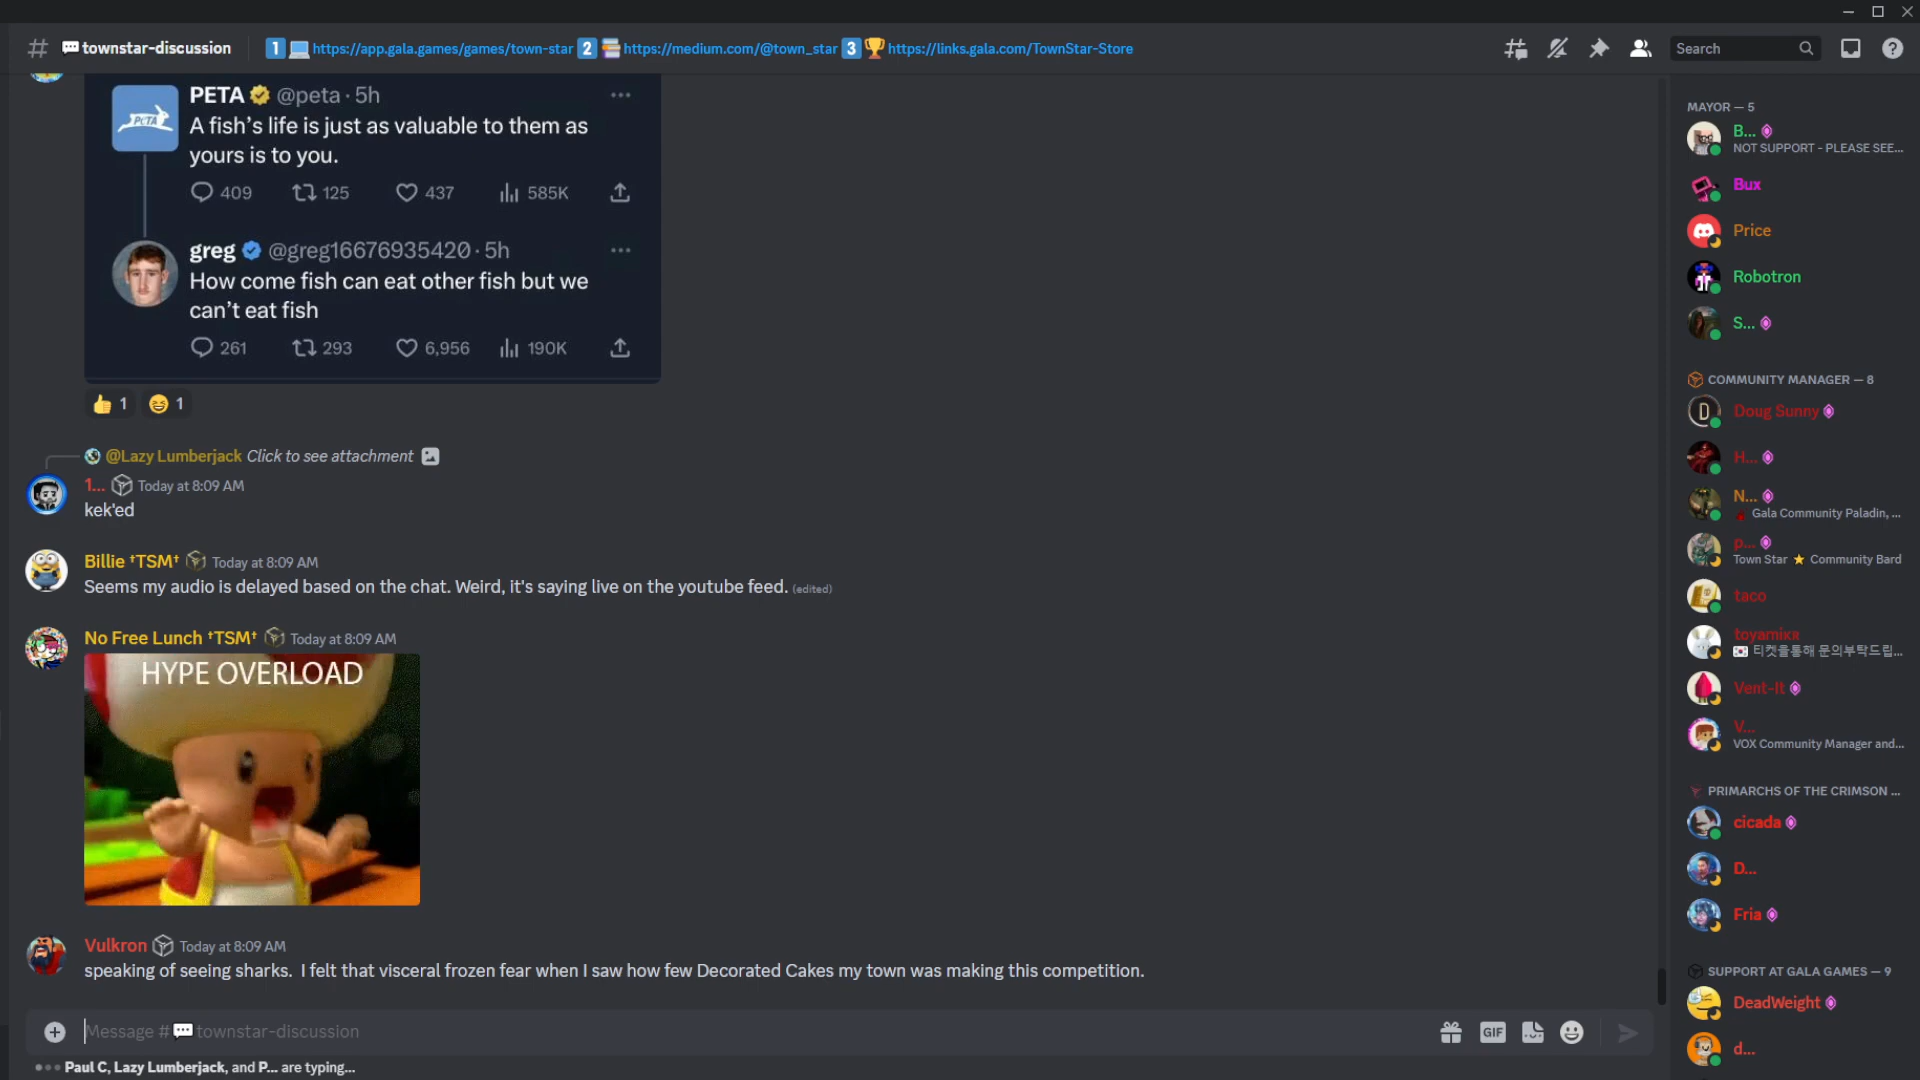 townstar-discussion
1 https://app.gala.games/games/town-star 2 https://medium.com/@town_star 3 https://links.gala.com/TownStar-Store
Search
PETA @peta · 5h
A fish’s life is just as valuable to them as
yours is to you.
409 125 437 585K
greg @greg16676935420 · 5h
How come fish can eat other fish but we
can’t eat fish
261 293 6,956 190K
1 1
@Lazy Lumberjack Click to see attachment
1... Today at 8:09 AM
kek'ed
Billie †TSM† Today at 8:09 AM
Seems my audio is delayed based on the chat. Weird, it's saying live on the youtube feed. (edited)
No Free Lunch †TSM† Today at 8:09 AM
HYPE OVERLOAD
Vulkron Today at 8:09 AM
speaking of seeing sharks. I felt that visceral frozen fear when I saw how few Decorated Cakes my town was making this competition.
Message # townstar-discussion
GIF
Paul C, Lazy Lumberjack, and P... are typing...
MAYOR — 5
B...
NOT SUPPORT - PLEASE SEE...
Bux
Price
Robotron
S...
COMMUNITY MANAGER — 8
Doug Sunny
H...
N...
Gala Community Paladin, ...
p...
Town Star ⭐ Community Bard
taco
toyamikя
티켓을통해 문의부탁드립...
Vent-It
V...
VOX Community Manager and...
PRIMARCHS OF THE CRIMSON ...
cicada
D...
Fria
SUPPORT AT GALA GAMES — 9
DeadWeight
d...